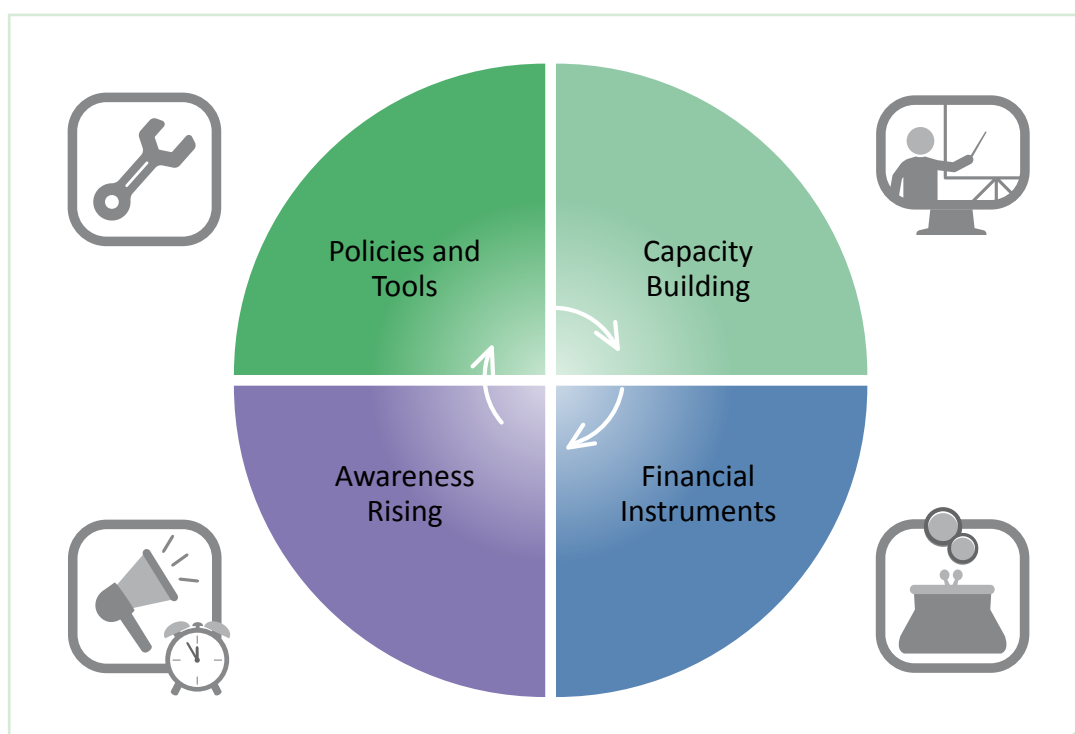 Policies and
Tools
Capacity
Building
Awareness
Rising
Financial
Instruments